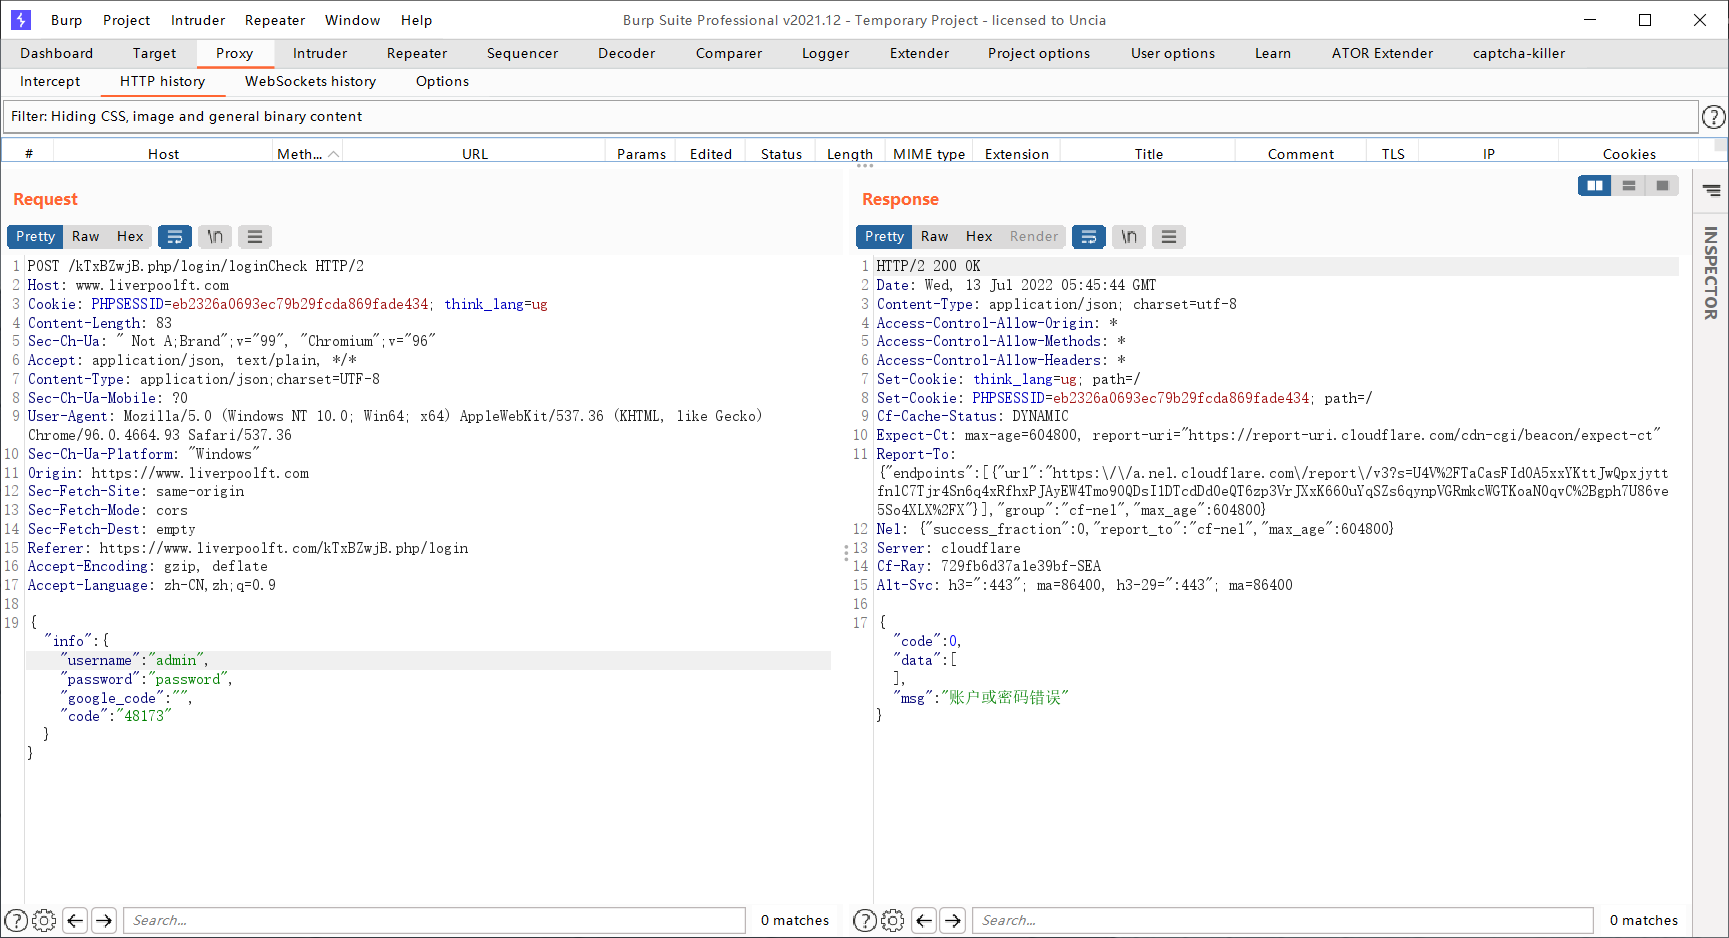 Burp Project Intruder Repeater Window Help Burp Suite Professional v2021.12 - Temporary Project - licensed to Uncia
Dashboard Target Proxy Intruder Repeater Sequencer Decoder Comparer Logger Extender Project options User options Learn ATOR Extender captcha-killer
Intercept HTTP history WebSockets history Options
Filter: Hiding CSS, image and general binary content
# Host Meth... URL Params Edited Status Length MIME type Extension Title Comment TLS IP Cookies
Request
Pretty Raw Hex \n
1 POST /kTxBZwjB.php/login/loginCheck HTTP/2
2 Host: www.liverpoolft.com
3 Cookie: PHPSESSID=eb2326a0693ec79b29fcda869fade434; think_lang=ug
4 Content-Length: 83
5 Sec-Ch-Ua: " Not A;Brand";v="99", "Chromium";v="96"
6 Accept: application/json, text/plain, */*
7 Content-Type: application/json;charset=UTF-8
8 Sec-Ch-Ua-Mobile: ?0
9 User-Agent: Mozilla/5.0 (Windows NT 10.0; Win64; x64) AppleWebKit/537.36 (KHTML, like Gecko)
Chrome/96.0.4664.93 Safari/537.36
10 Sec-Ch-Ua-Platform: "Windows"
11 Origin: https://www.liverpoolft.com
12 Sec-Fetch-Site: same-origin
13 Sec-Fetch-Mode: cors
14 Sec-Fetch-Dest: empty
15 Referer: https://www.liverpoolft.com/kTxBZwjB.php/login
16 Accept-Encoding: gzip, deflate
17 Accept-Language: zh-CN,zh;q=0.9
18
19 {
"info":{
"username":"admin",
"password":"password",
"google_code":"",
"code":"48173"
}
}
Search... 0 matches
Response
Pretty Raw Hex Render \n
1 HTTP/2 200 OK
2 Date: Wed, 13 Jul 2022 05:45:44 GMT
3 Content-Type: application/json; charset=utf-8
4 Access-Control-Allow-Origin: *
5 Access-Control-Allow-Methods: *
6 Access-Control-Allow-Headers: *
7 Set-Cookie: think_lang=ug; path=/
8 Set-Cookie: PHPSESSID=eb2326a0693ec79b29fcda869fade434; path=/
9 Cf-Cache-Status: DYNAMIC
10 Expect-Ct: max-age=604800, report-uri="https://report-uri.cloudflare.com/cdn-cgi/beacon/expect-ct"
11 Report-To:
{"endpoints":[{"url":"https:\/\/a.nel.cloudflare.com\/report\/v3?s=U4V%2FTaCasFId0A5xxYKttJwQpxjytt
fn1C7Tjr4Sn6q4xRfhxPJAyEW4Tmo90QDsI1DTcdDd0eQT6zp3VrJXxK660uYqSZs6qynpVGRmkcWGTKoaN0qvC%2Bgph7U86ve
5So4XLX%2FX"}],"group":"cf-nel","max_age":604800}
12 Nel: {"success_fraction":0,"report_to":"cf-nel","max_age":604800}
13 Server: cloudflare
14 Cf-Ray: 729fb6d37a1e39bf-SEA
15 Alt-Svc: h3=":443"; ma=86400, h3-29=":443"; ma=86400
16
17 {
"code":0,
"data":[
],
"msg":"账户或密码错误"
}
Search... 0 matches
INSPECTOR